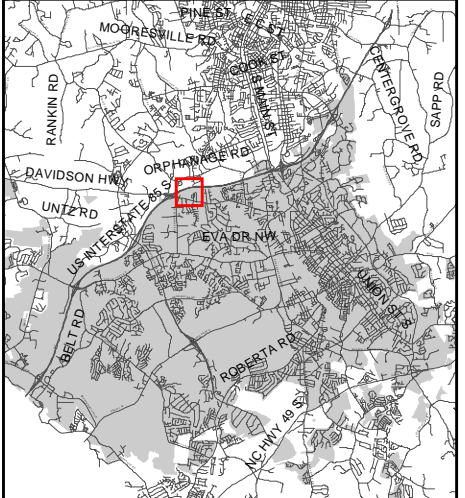 PINE ST
E C ST
MOORESVILLE RD
COOK ST
S MAIN ST
CENTERGROVE RD
SAPP RD
RANKIN RD
ORPHANAGE RD
DAVIDSON HWY
US INTERSTATE 85 S
UNTZ RD
EVA DR NW
UNION ST S
BELT RD
ROBERTA RD
NC HWY 49 S